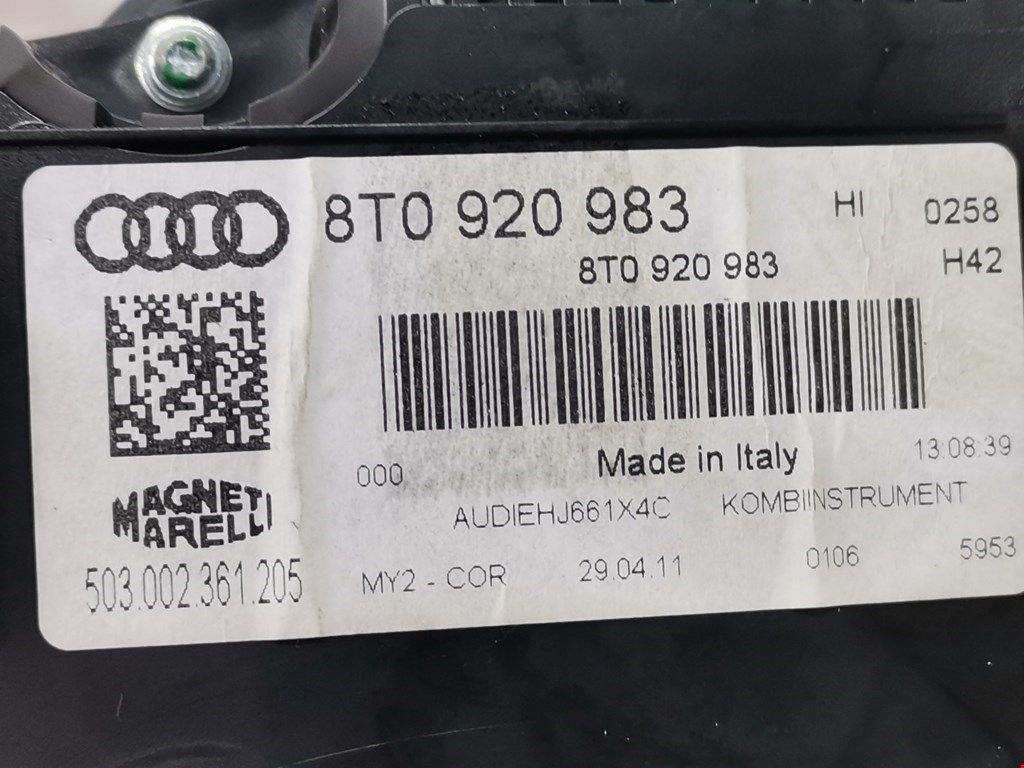 8T0 920 983 HI 0258
8T0 920 983 H42
000 Made in Italy 13:08:39
MAGNETI
MARELLI
AUDIEHJ661X4C KOMBIINSTRUMENT
503.002.361.205 MY2 - COR 29.04.11 0106 5953